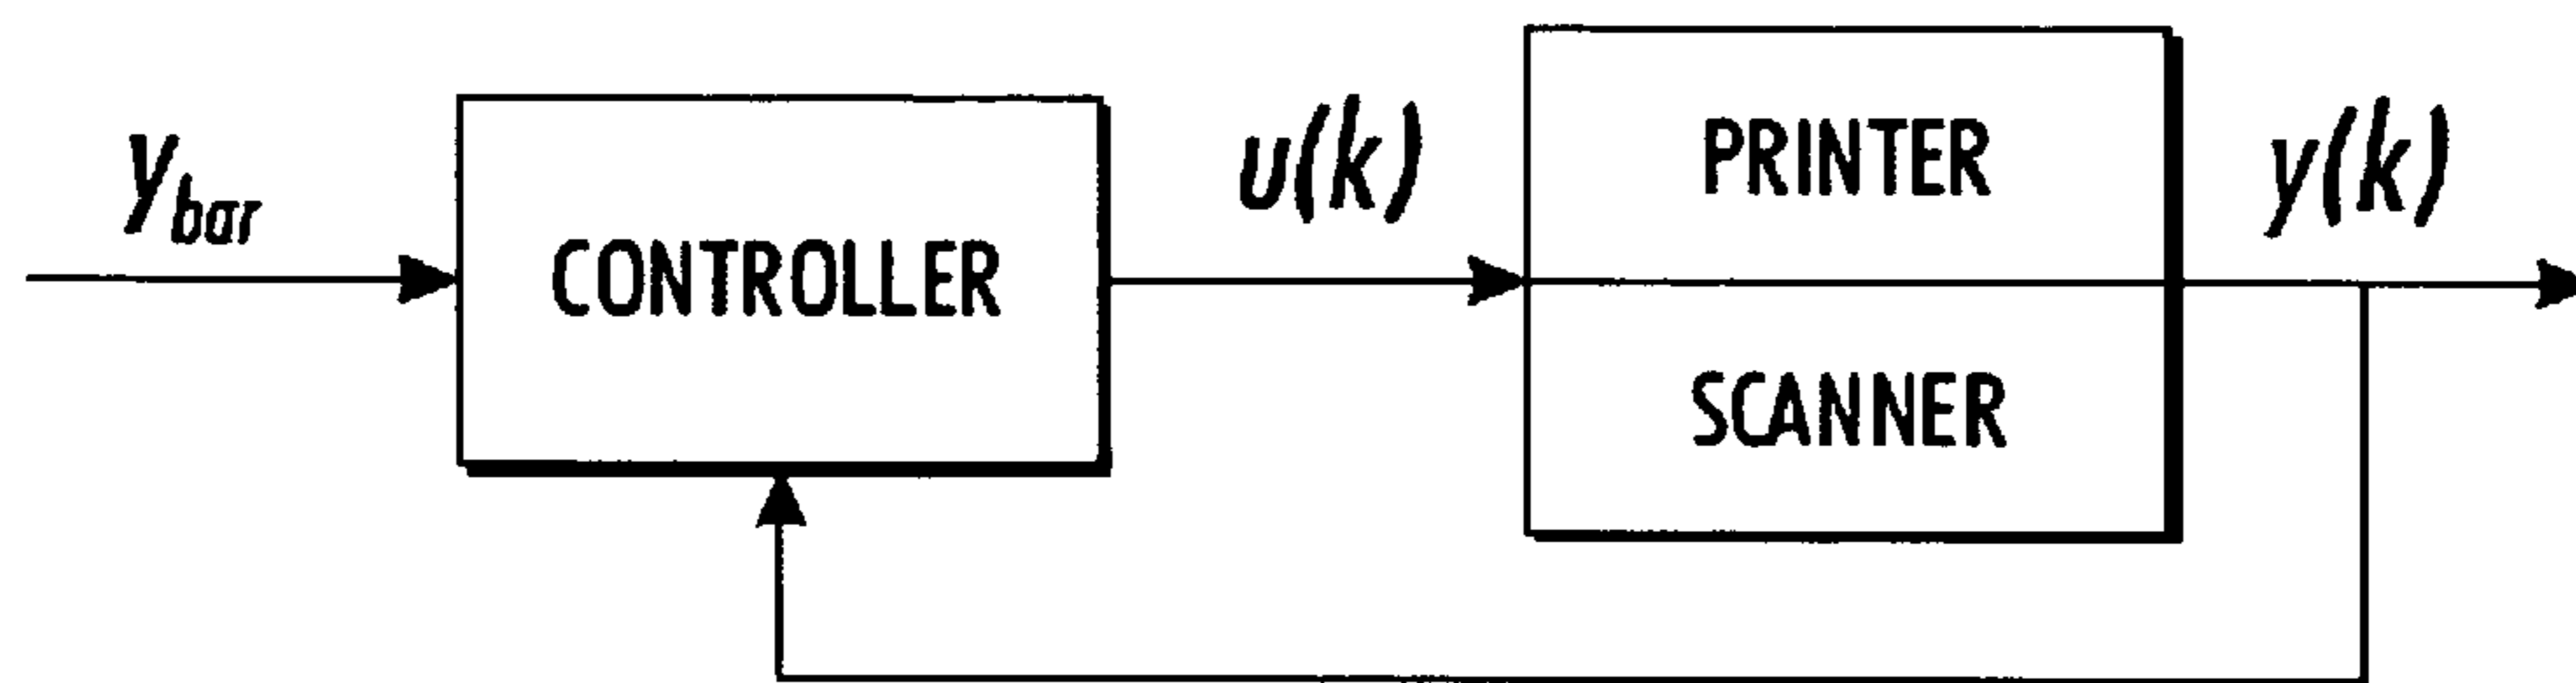 y_bar
CONTROLLER
u(k)
PRINTER
SCANNER
y(k)